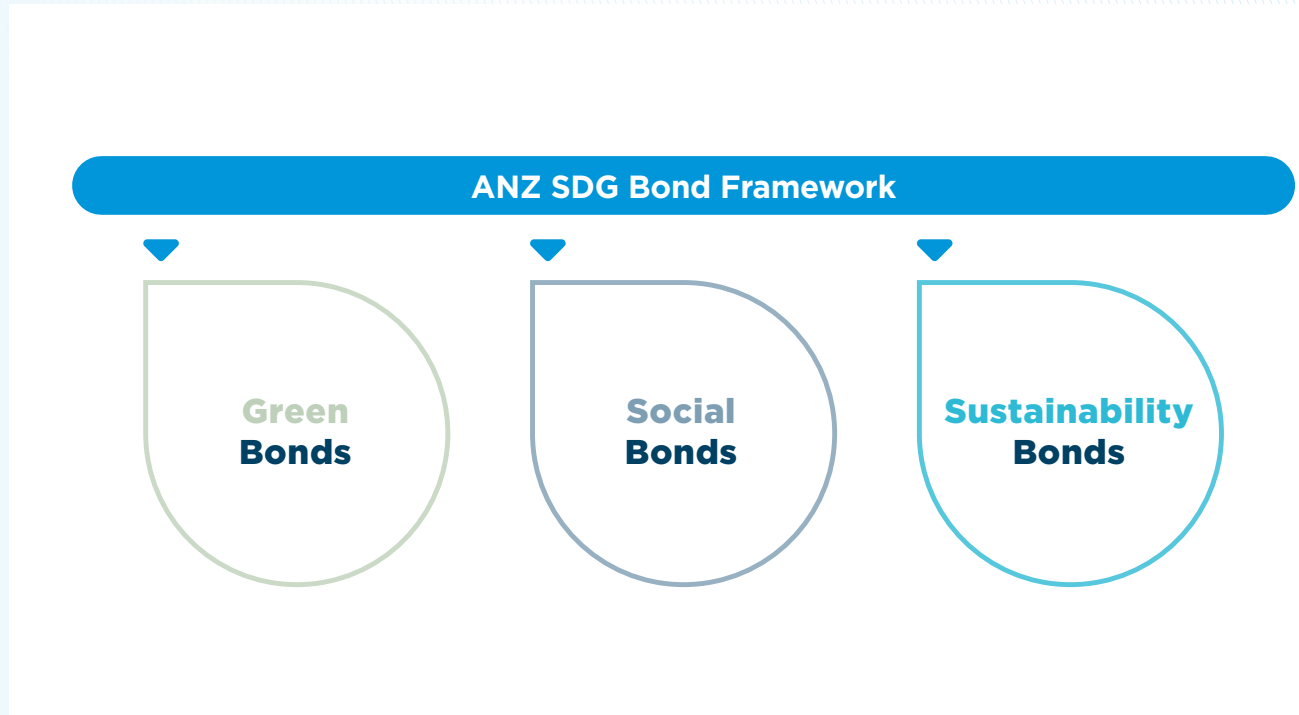 ANZ SDG Bond Framework
Green
Bonds
Social
Bonds
Sustainability
Bonds